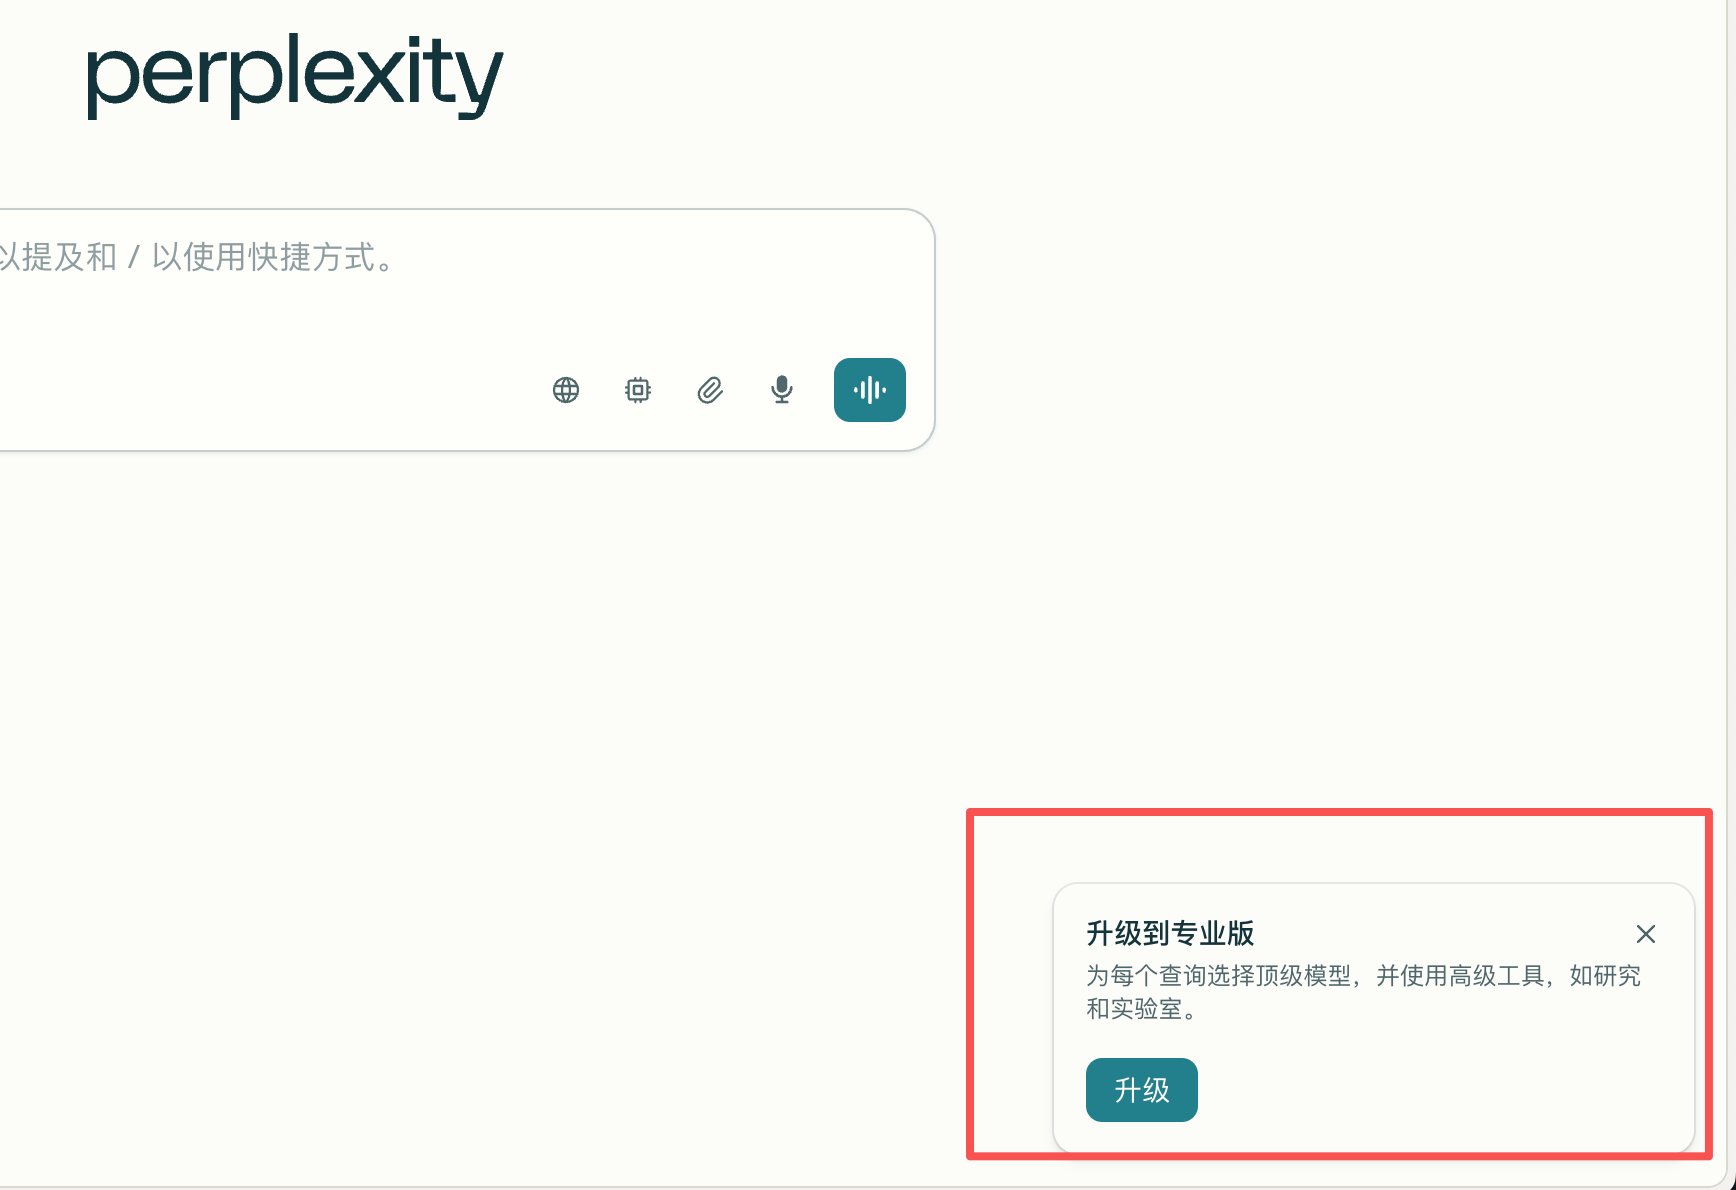 perplexity
以提及和 / 以使用快捷方式。
升级到专业版
为每个查询选择顶级模型，并使用高级工具，如研究
和实验室。
升级